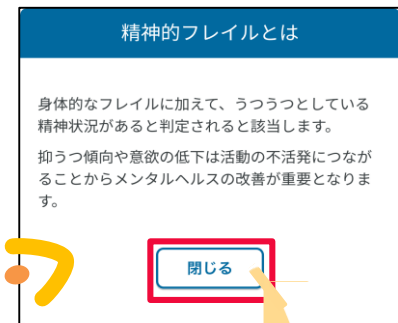 精神的フレイルとは
身体的なフレイルに加えて、うつうつとしている
精神状況があると判定されると該当します。
抑うつ傾向や意欲の低下は活動の不活発につなが
ることからメンタルヘルスの改善が重要となりま
す。
閉じる